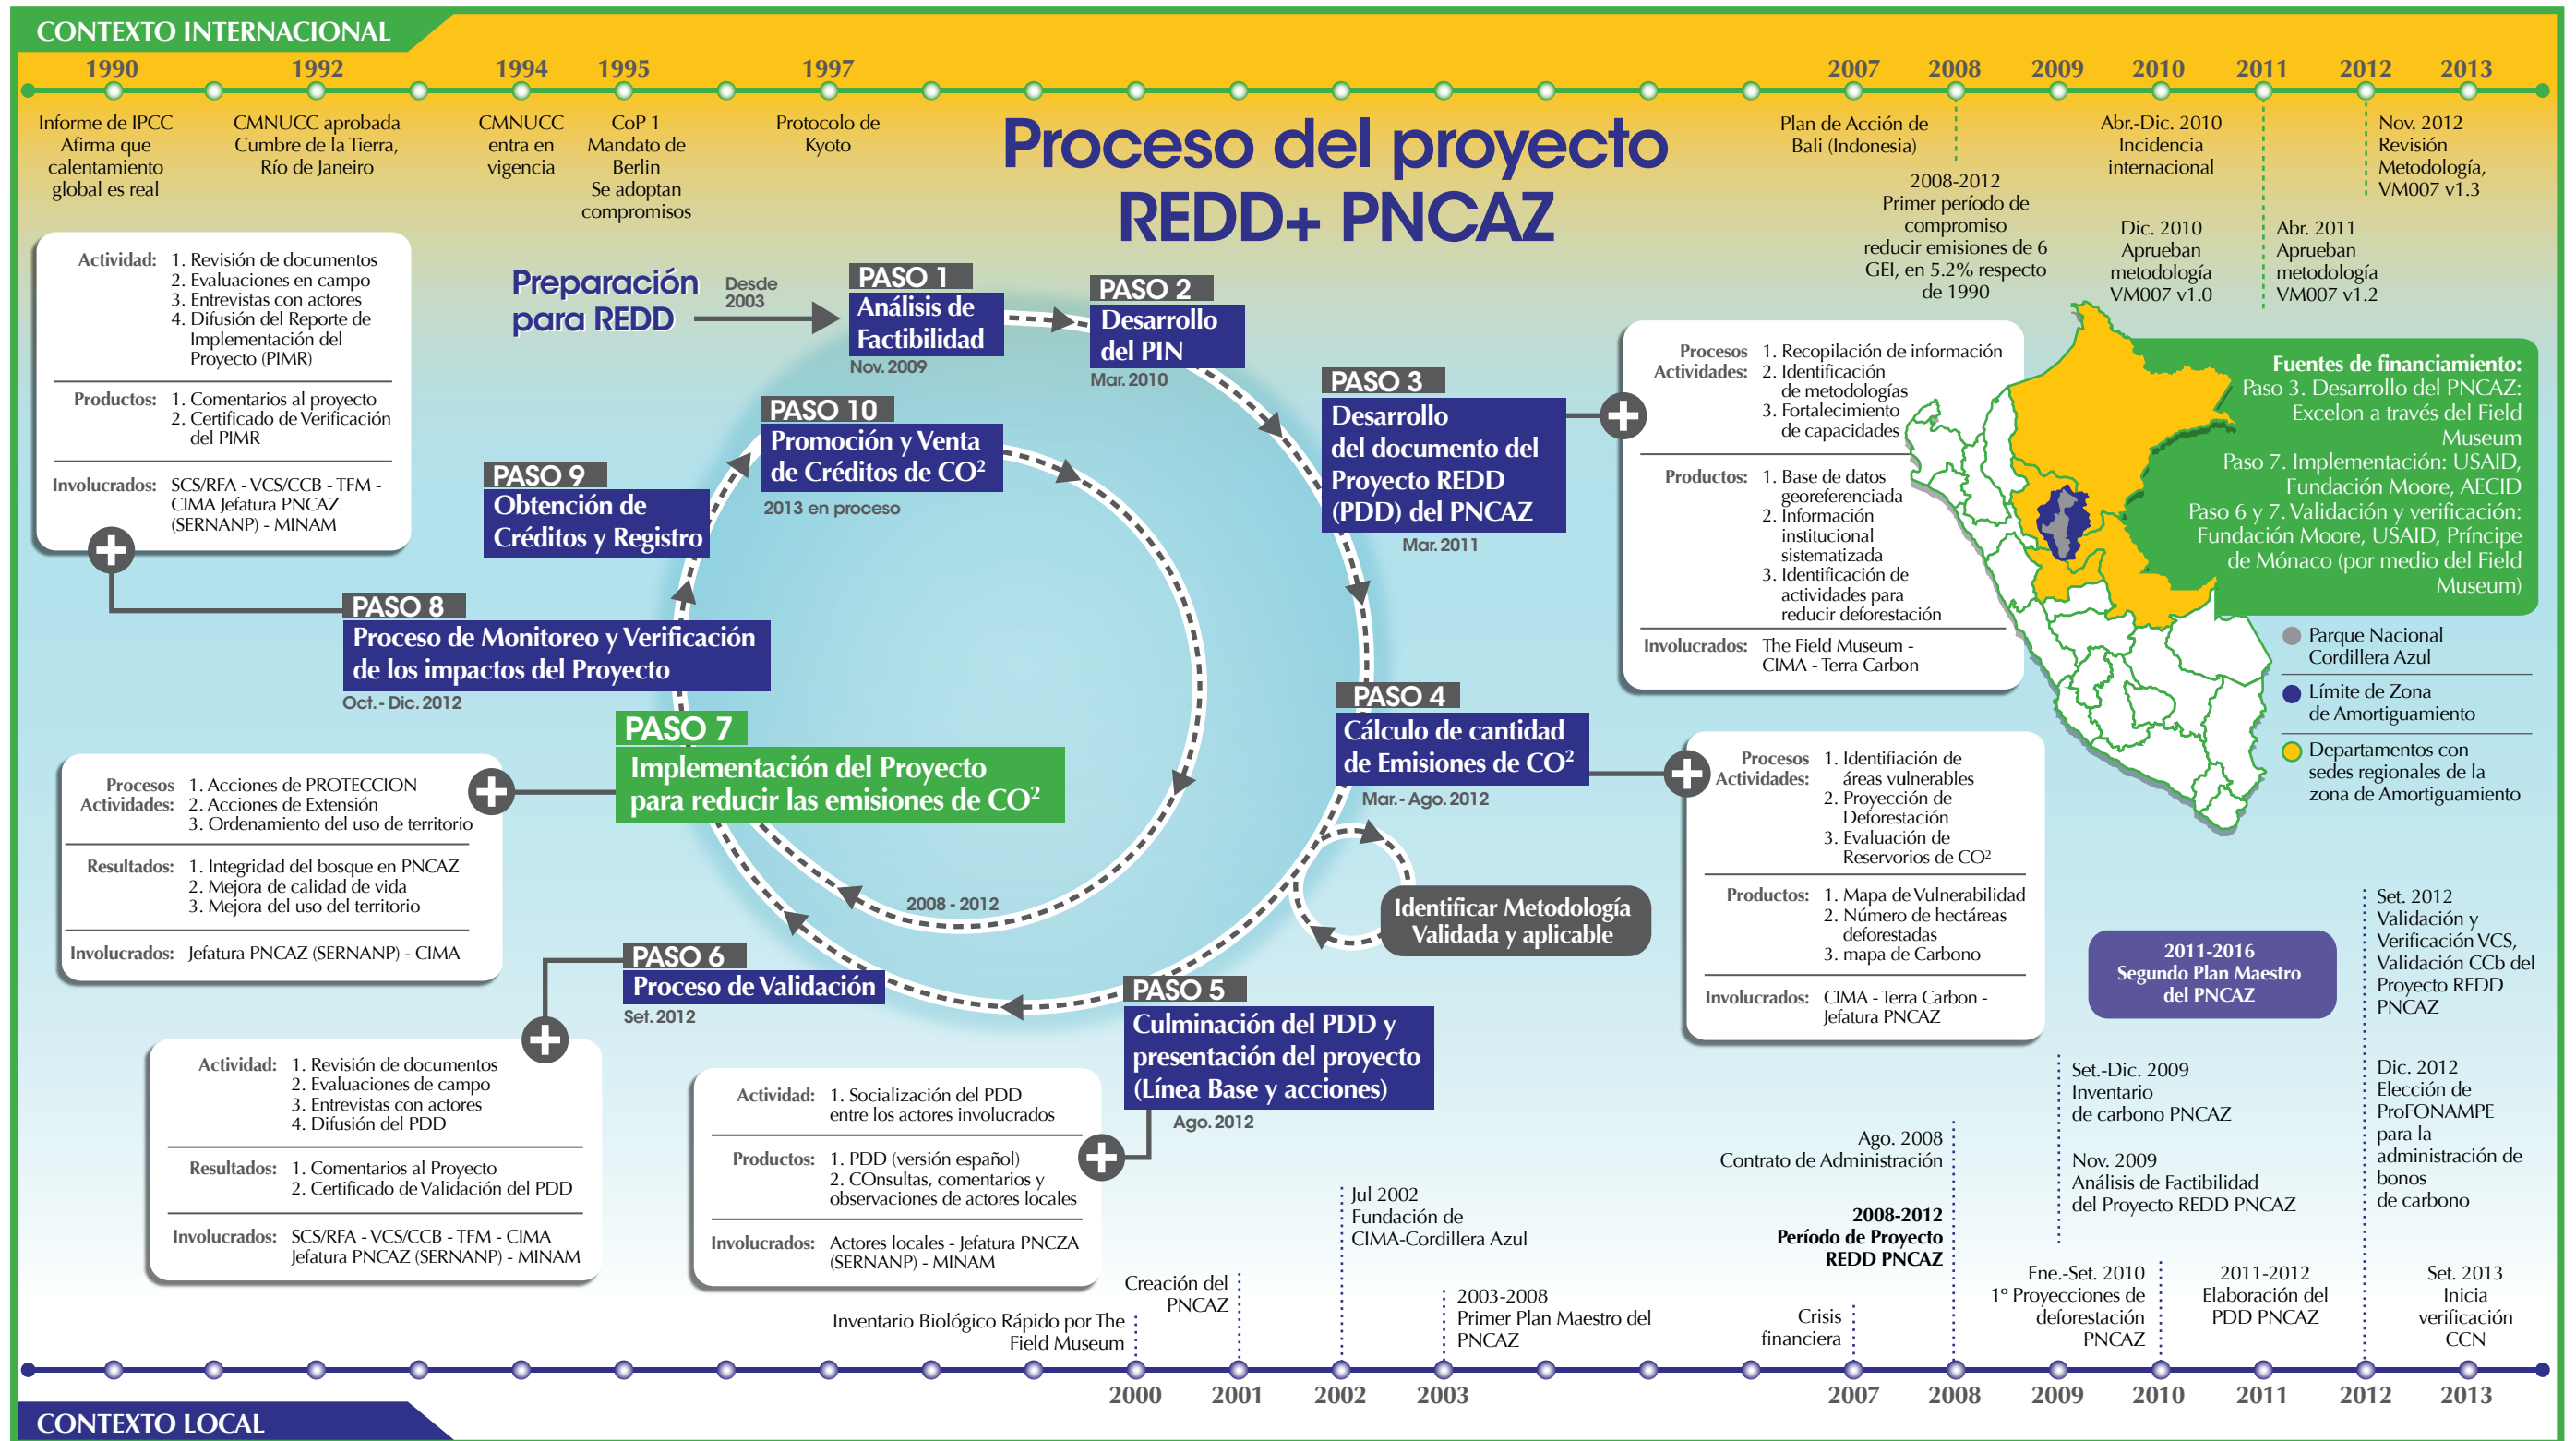 CONTEXTO INTERNACIONAL
1990
1992
1994
1995
1997
2007
2008
2009
2010
2011
2012
2013
Informe de IPCC
Afirma que
calentamiento
global es real
CMNUCC aprobada
Cumbre de la Tierra,
Río de Janeiro
CMNUCC
entra en
vigencia
CoP 1
Mandato de
Berlin
Se adoptan
compromisos
Protocolo de
Kyoto
Plan de Acción de
Bali (Indonesia)
2008-2012
Primer período de
compromiso
reducir emisiones de 6
GEI, en 5.2% respecto
de 1990
Abr.-Dic. 2010
Incidencia
internacional
Dic. 2010
Aprueban
metodología
VM007 v1.0
Abr. 2011
Aprueban
metodología
VM007 v1.2
Nov. 2012
Revisión
Metodología,
VM007 v1.3
Proceso del proyecto
REDD+ PNCAZ
Preparación
para REDD
Desde
2003
PASO 1
Análisis de
Factibilidad
Nov. 2009
PASO 2
Desarrollo
del PIN
Mar. 2010
PASO 3
Desarrollo
del documento del
Proyecto REDD
(PDD) del PNCAZ
Mar. 2011
Procesos
Actividades:
1. Recopilación de información
2. Identificación
de metodologías
3. Fortalecimiento
de capacidades
Productos:
1. Base de datos
georeferenciada
2. Información
institucional
sistematizada
3. Identificación de
actividades para
reducir deforestación
Involucrados:
The Field Museum -
CIMA - Terra Carbon
Fuentes de financiamiento:
Paso 3. Desarrollo del PNCAZ:
Excelon a través del Field
Museum
Paso 7. Implementación: USAID,
Fundación Moore, AECID
Paso 6 y 7. Validación y verificación:
Fundación Moore, USAID, Príncipe
de Mónaco (por medio del Field
Museum)
Parque Nacional
Cordillera Azul
Límite de Zona
de Amortiguamiento
Departamentos con
sedes regionales de la
zona de Amortiguamiento
PASO 4
Cálculo de cantidad
de Emisiones de CO²
Mar. - Ago. 2012
Procesos
Actividades:
1. Identifiación de
áreas vulnerables
2. Proyección de
Deforestación
3. Evaluación de
Reservorios de CO²
Productos:
1. Mapa de Vulnerabilidad
2. Número de hectáreas
deforestadas
3. mapa de Carbono
Involucrados:
CIMA - Terra Carbon -
Jefatura PNCAZ
Identificar Metodología
Validada y aplicable
PASO 5
Culminación del PDD y
presentación del proyecto
(Línea Base y acciones)
Ago. 2012
Actividad:
1. Socialización del PDD
entre los actores involucrados
Productos:
1. PDD (versión español)
2. COnsultas, comentarios y
observaciones de actores locales
Involucrados:
Actores locales - Jefatura PNCZA
(SERNANP) - MINAM
PASO 6
Proceso de Validación
Set. 2012
Actividad:
1. Revisión de documentos
2. Evaluaciones de campo
3. Entrevistas con actores
4. Difusión del PDD
Resultados:
1. Comentarios al Proyecto
2. Certificado de Validación del PDD
Involucrados:
SCS/RFA - VCS/CCB - TFM - CIMA
Jefatura PNCAZ (SERNANP) - MINAM
PASO 7
Implementación del Proyecto
para reducir las emisiones de CO²
2008 - 2012
Procesos
Actividades:
1. Acciones de PROTECCION
2. Acciones de Extensión
3. Ordenamiento del uso de territorio
Resultados:
1. Integridad del bosque en PNCAZ
2. Mejora de calidad de vida
3. Mejora del uso del territorio
Involucrados:
Jefatura PNCAZ (SERNANP) - CIMA
PASO 8
Proceso de Monitoreo y Verificación
de los impactos del Proyecto
Oct. - Dic. 2012
Actividad:
1. Revisión de documentos
2. Evaluaciones en campo
3. Entrevistas con actores
4. Difusión del Reporte de
Implementación del
Proyecto (PIMR)
Productos:
1. Comentarios al proyecto
2. Certificado de Verificación
del PIMR
Involucrados:
SCS/RFA - VCS/CCB - TFM -
CIMA Jefatura PNCAZ
(SERNANP) - MINAM
PASO 9
Obtención de
Créditos y Registro
PASO 10
Promoción y Venta
de Créditos de CO²
2013 en proceso
Inventario Biológico Rápido por The
Field Museum
Creación del
PNCAZ
Jul 2002
Fundación de
CIMA-Cordillera Azul
2003-2008
Primer Plan Maestro del
PNCAZ
Crisis
financiera
Ago. 2008
Contrato de Administración
2008-2012
Período de Proyecto
REDD PNCAZ
Set.-Dic. 2009
Inventario
de carbono PNCAZ
Nov. 2009
Análisis de Factibilidad
del Proyecto REDD PNCAZ
Ene.-Set. 2010
1º Proyecciones de
deforestación
PNCAZ
2011-2016
Segundo Plan Maestro
del PNCAZ
2011-2012
Elaboración del
PDD PNCAZ
Set. 2012
Validación y
Verificación VCS,
Validación CCb del
Proyecto REDD
PNCAZ
Dic. 2012
Elección de
ProFONAMPE
para la
administración de
bonos
de carbono
Set. 2013
Inicia
verificación
CCN
2000
2001
2002
2003
2007
2008
2009
2010
2011
2012
2013
CONTEXTO LOCAL